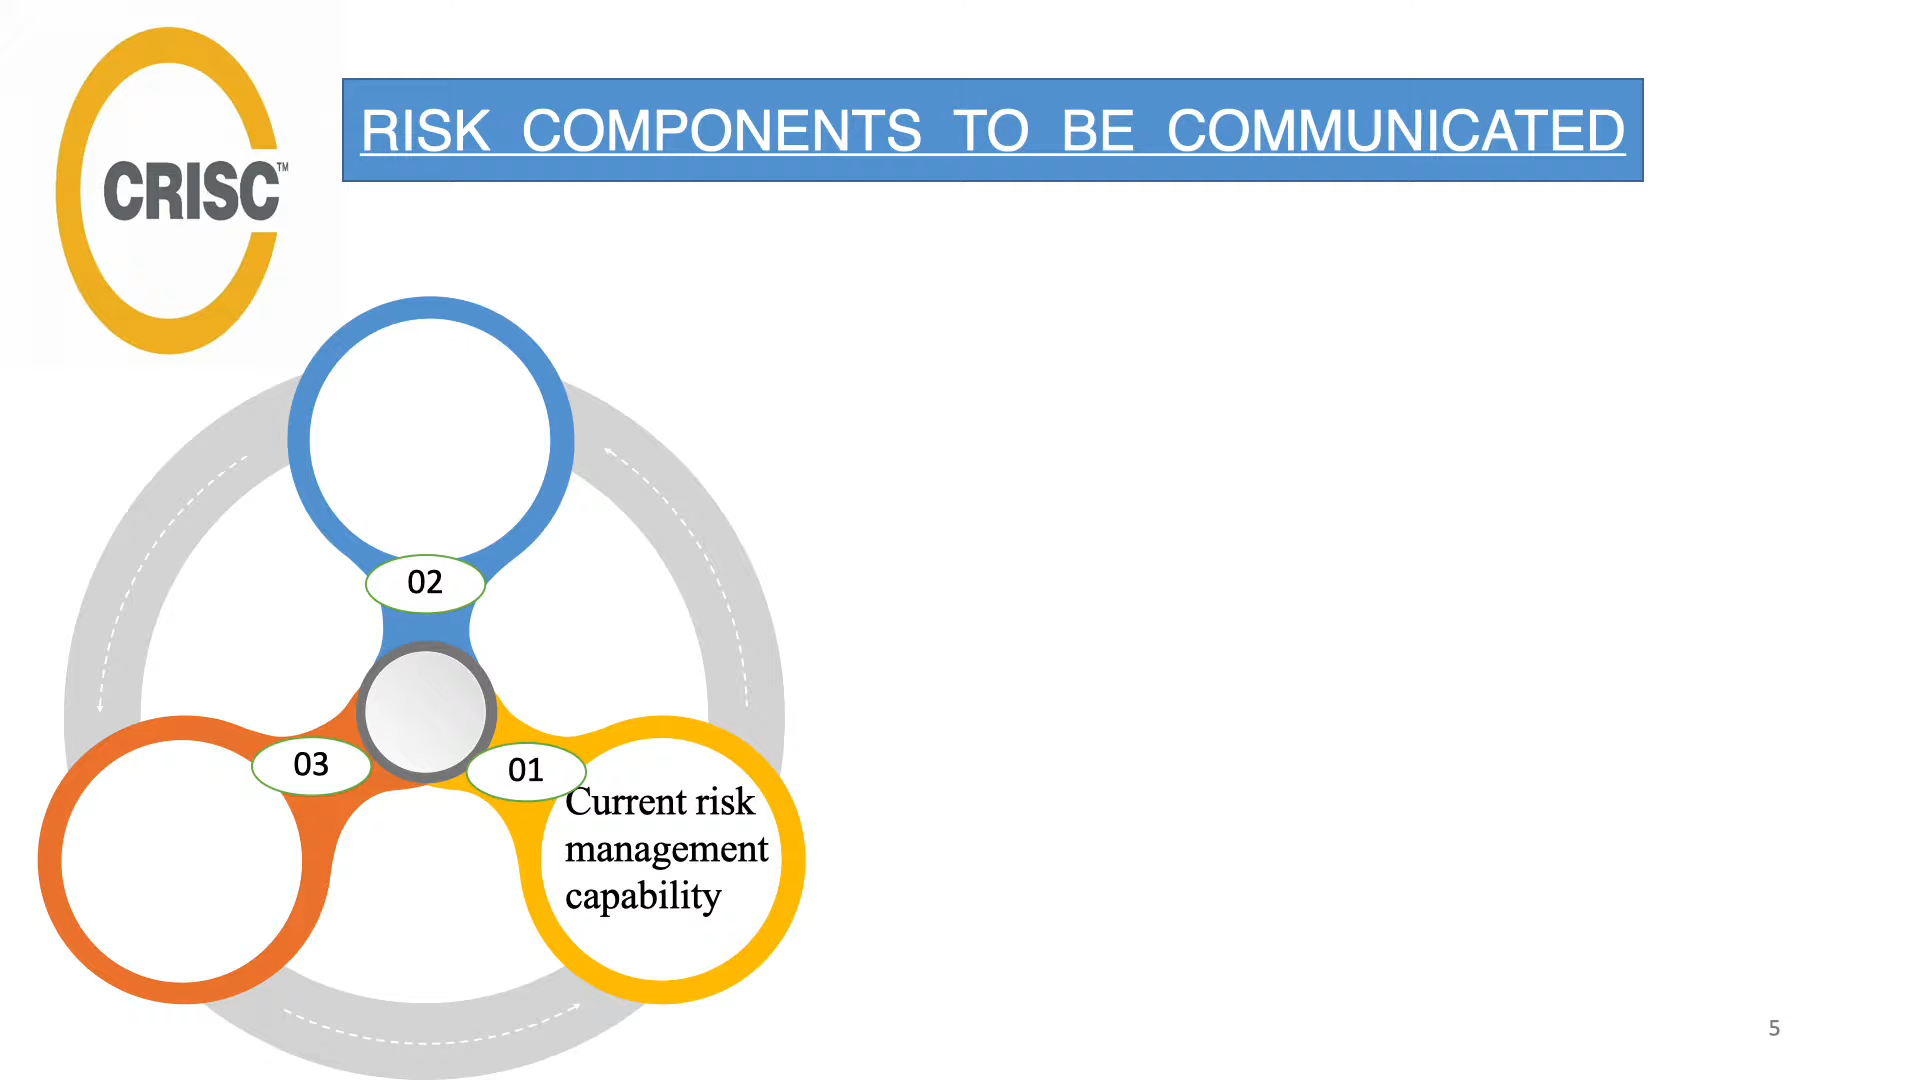 CRISC™
RISK COMPONENTS TO BE COMMUNICATED
02
03
01
Current risk
management
capability
5